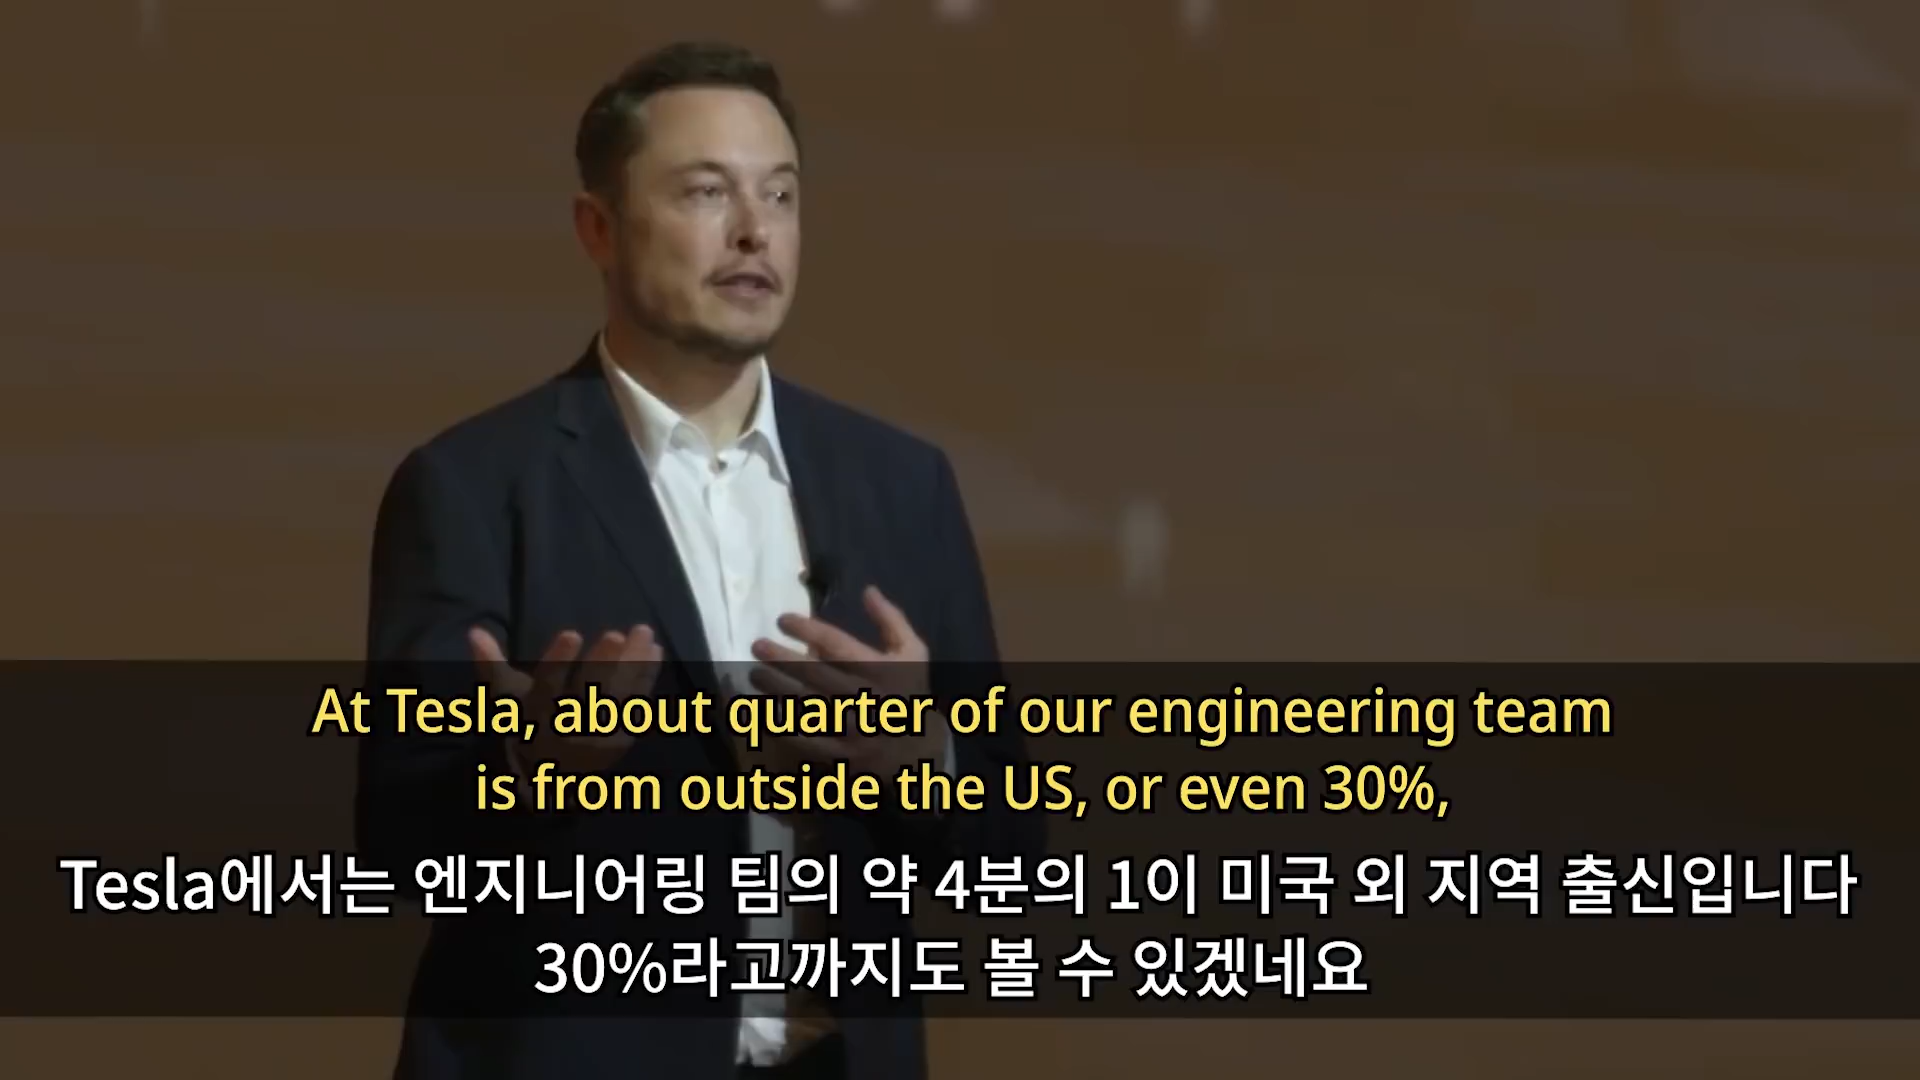 At Tesla, about quarter of our engineering team
is from outside the US, or even 30%,
Tesla에서는 엔지니어링 팀의 약 4분의 1이 미국 외 지역 출신입니다
30%라고까지도 볼 수 있겠네요